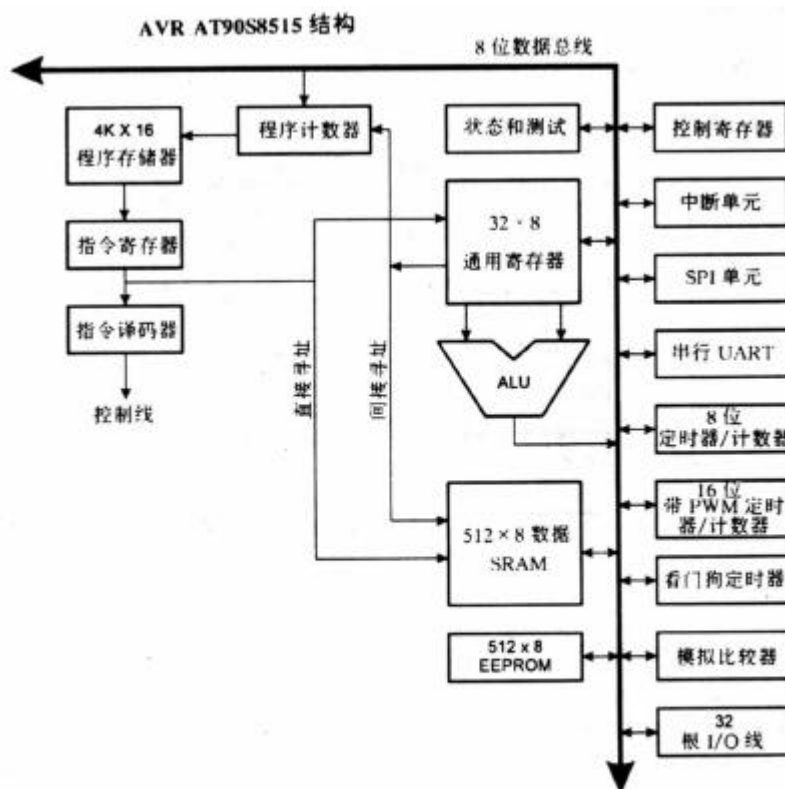 AVR AT90S8515 结构
8 位数据总线
4K X 16
程序存储器
程序计数器
状态和测试
控制寄存器
指令寄存器
32 · 8
通用寄存器
中断单元
SPI 单元
指令译码器
控制线
直接寻址
间接寻址
ALU
串行 UART
8 位
定时器/计数器
16 位
带 PWM 定时
器/计数器
512 × 8 数据
SRAM
看门狗定时器
512 x 8
EEPROM
模拟比较器
32
根 I/O 线